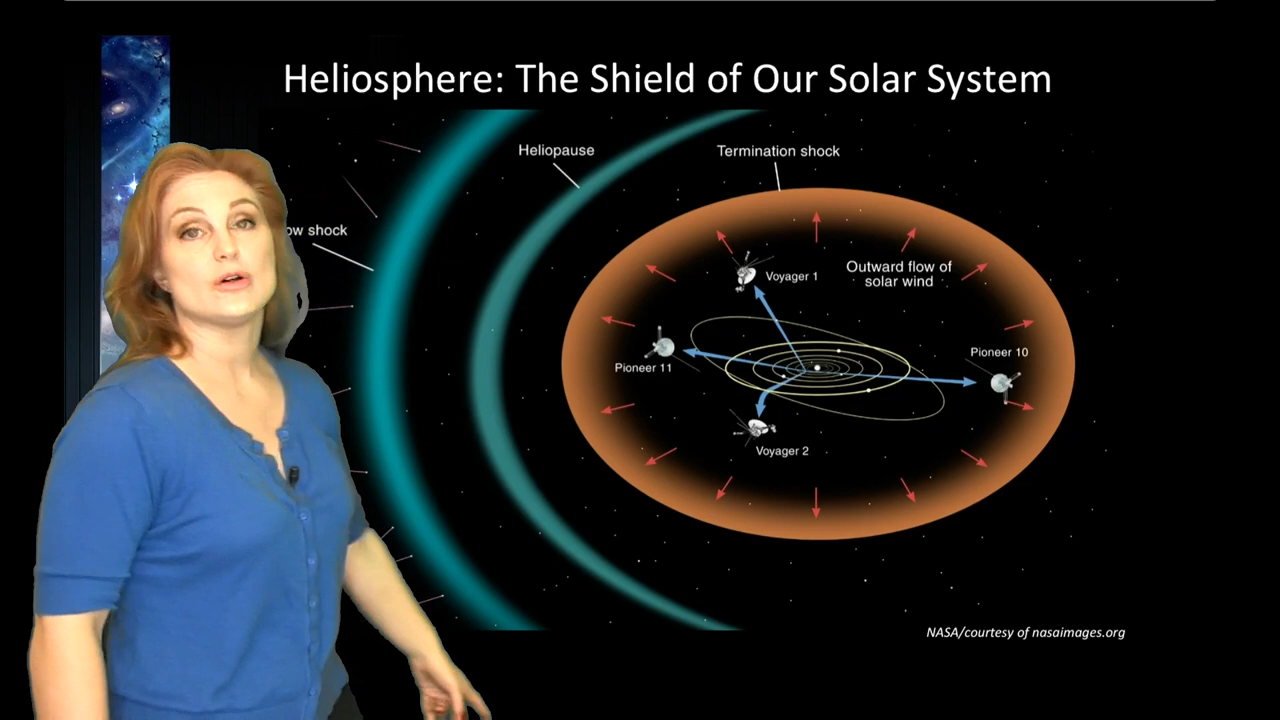 Heliosphere: The Shield of Our Solar System
Heliopause
Termination shock
shock
Voyager 1
Outward flow of
solar wind
Pioneer 11
Pioneer 10
Voyager 2
NASA/courtesy of nasaimages.org